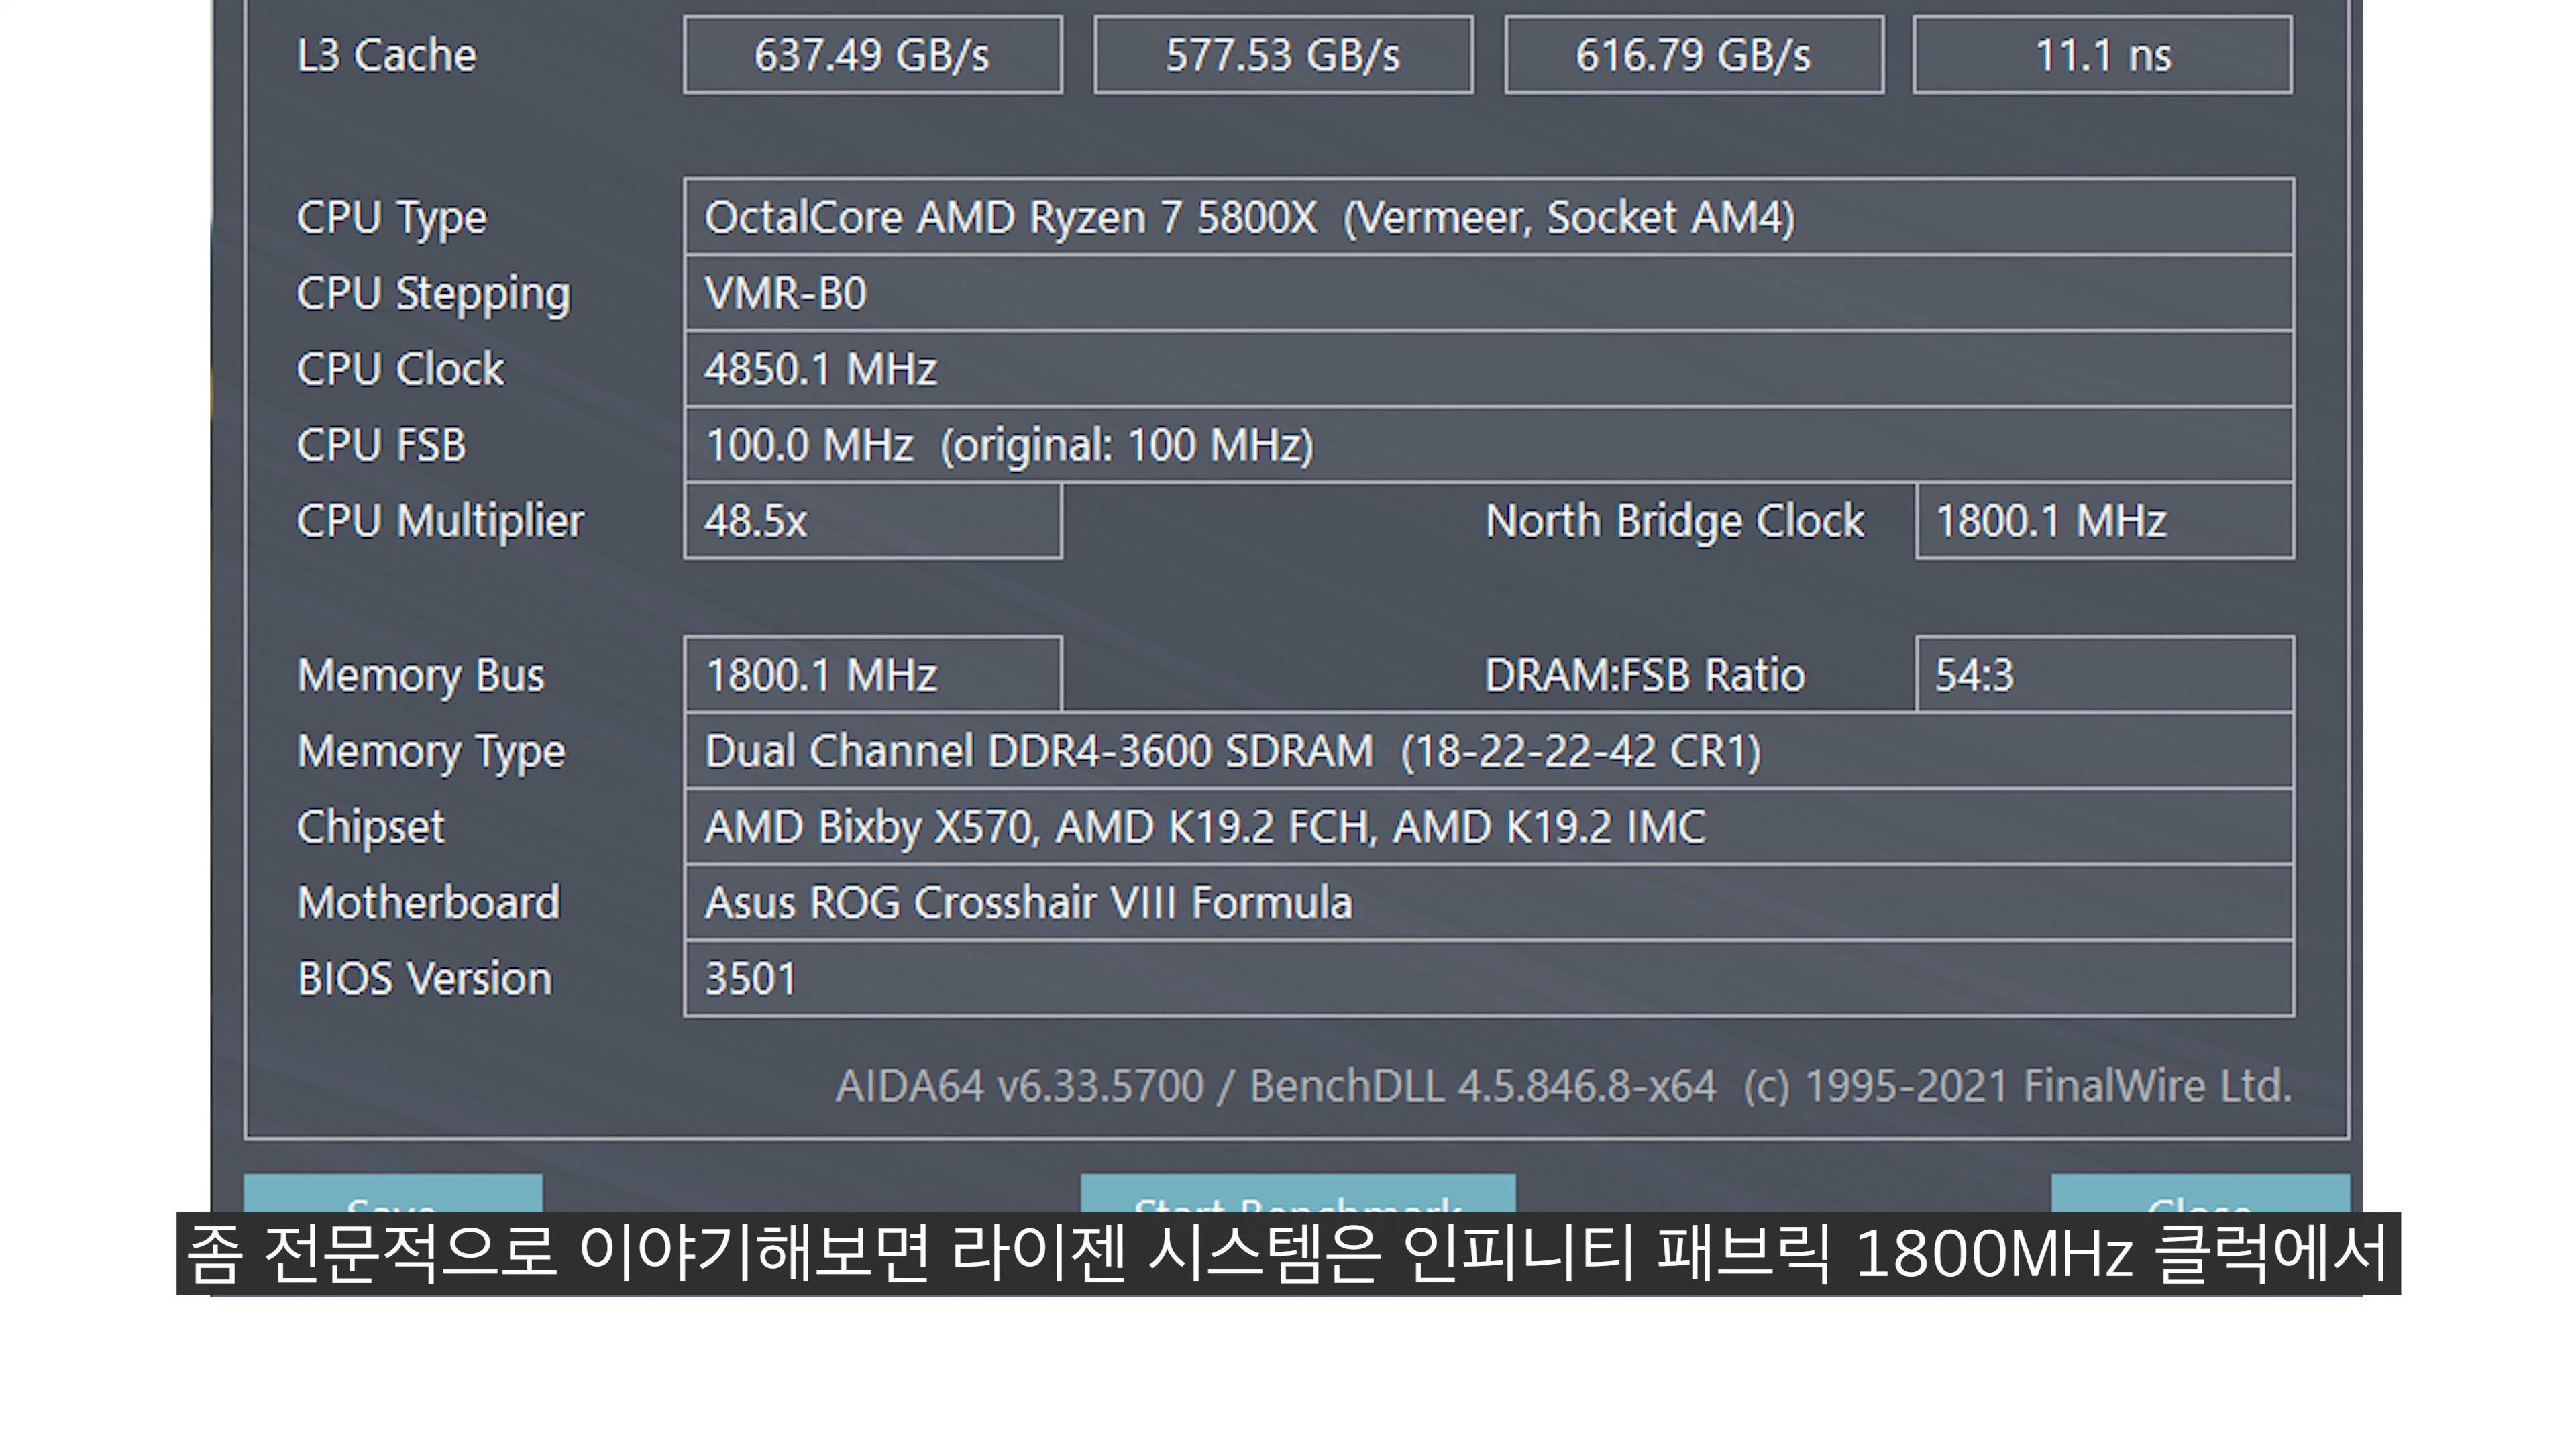 L3 Cache 637.49 GB/s 577.53 GB/s 616.79 GB/s 11.1 ns
CPU Type OctalCore AMD Ryzen 7 5800X (Vermeer, Socket AM4)
CPU Stepping VMR-B0
CPU Clock 4850.1 MHz
CPU FSB 100.0 MHz (original: 100 MHz)
CPU Multiplier 48.5x North Bridge Clock 1800.1 MHz
Memory Bus 1800.1 MHz DRAM:FSB Ratio 54:3
Memory Type Dual Channel DDR4-3600 SDRAM (18-22-22-42 CR1)
Chipset AMD Bixby X570, AMD K19.2 FCH, AMD K19.2 IMC
Motherboard Asus ROG Crosshair VIII Formula
BIOS Version 3501
AIDA64 v6.33.5700 / BenchDLL 4.5.846.8-x64 (c) 1995-2021 FinalWire Ltd.
Save Start Benchmark Close
좀 전문적으로 이야기해보면 라이젠 시스템은 인피니티 패브릭 1800MHz 클럭에서